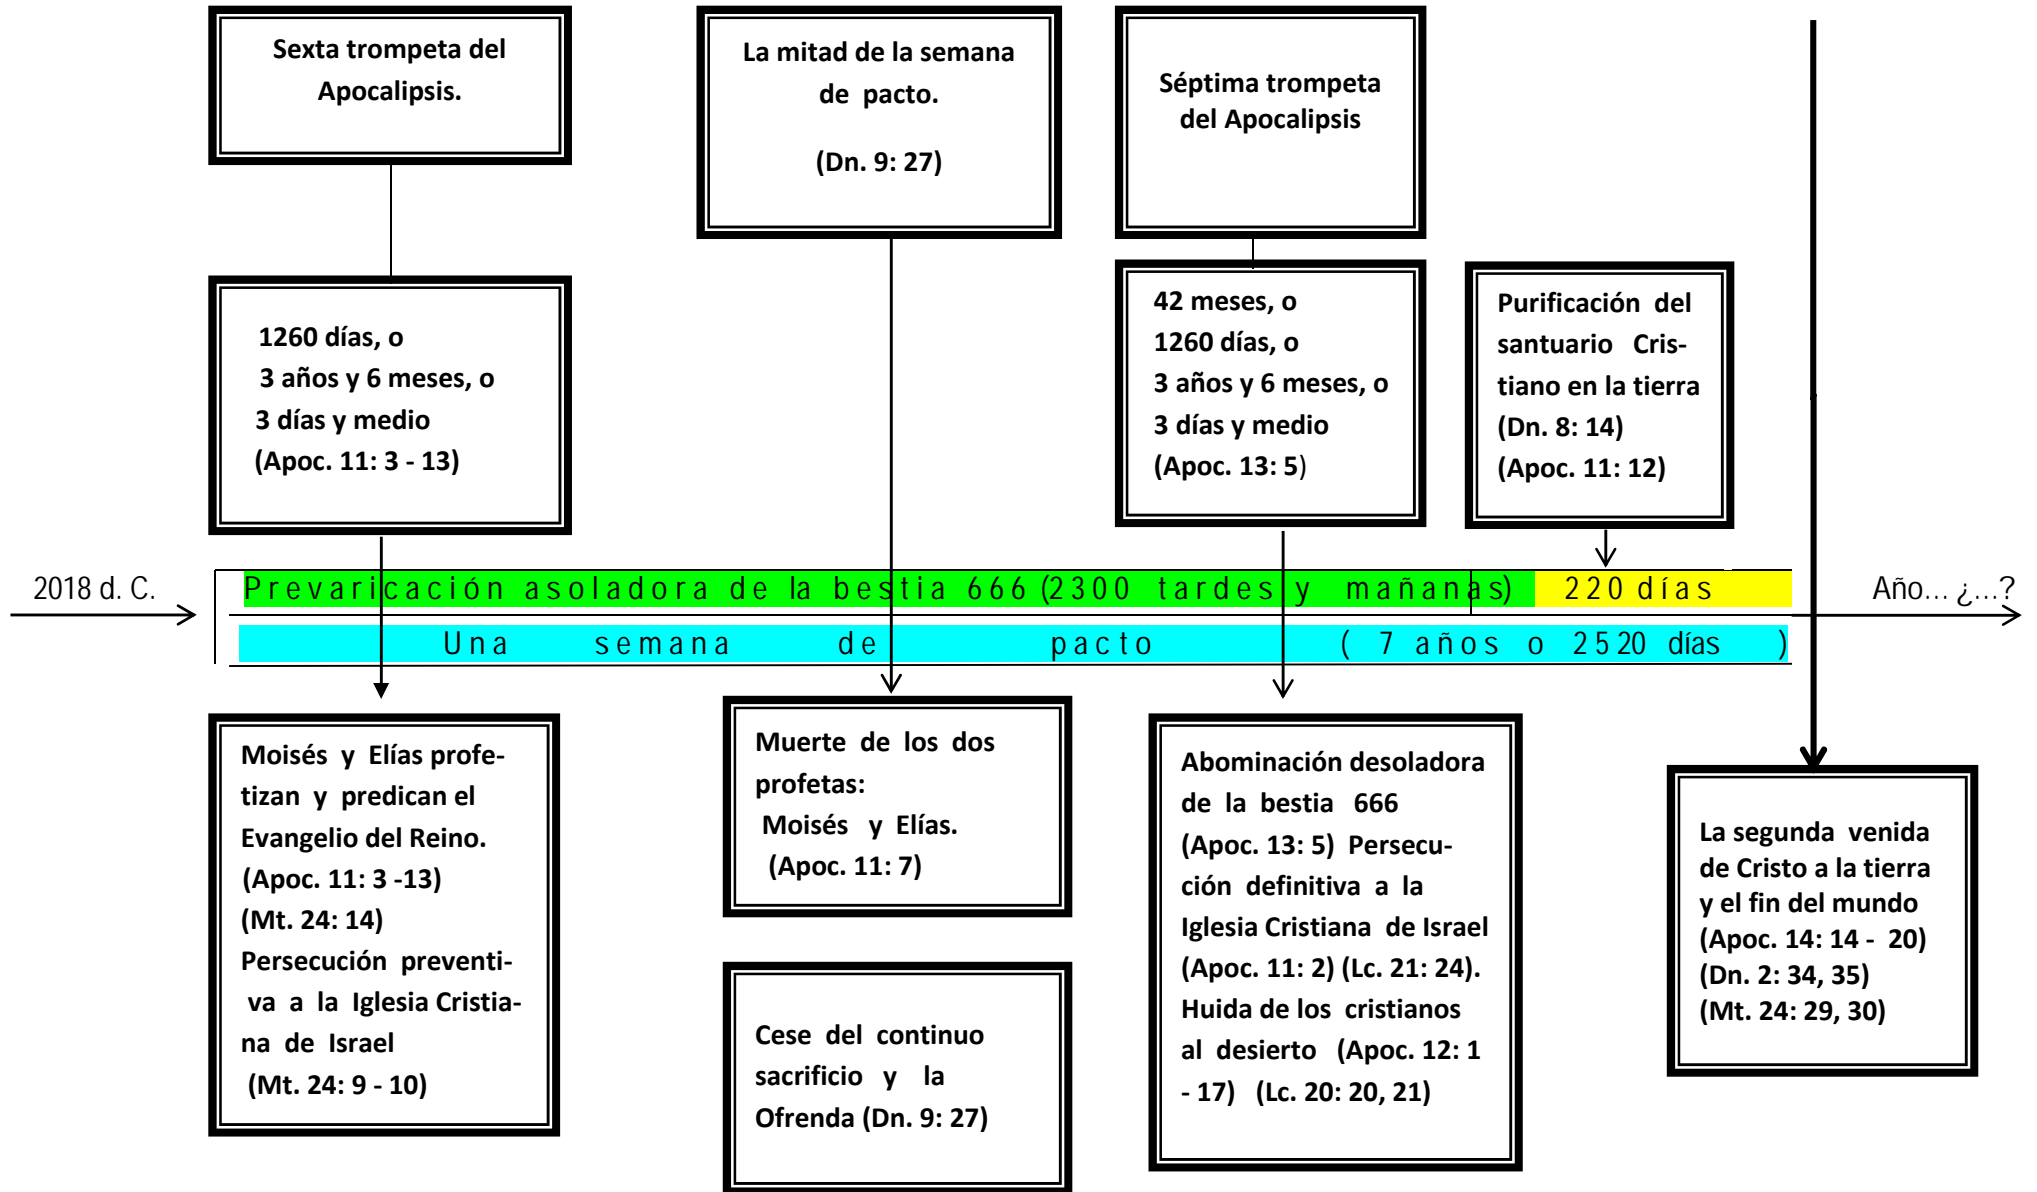 Sexta trompeta del
Apocalipsis.
La mitad de la semana
de pacto.
(Dn. 9: 27)
Séptima trompeta
del Apocalipsis
1260 días, o
3 años y 6 meses, o
3 días y medio
(Apoc. 11: 3 - 13)
42 meses, o
1260 días, o
3 años y 6 meses, o
3 días y medio
(Apoc. 13: 5)
Purificación del
santuario Cris-
tiano en la tierra
(Dn. 8: 14)
(Apoc. 11: 12)
2018 d. C.
Prevaricación asoladora de la bestia 666 (2300 tardes y mañanas) 220 días
Año... ¿...?
Una semana de pacto ( 7 años o 2520 días )
Moisés y Elías profe-
tizan y predican el
Evangelio del Reino.
(Apoc. 11: 3 -13)
(Mt. 24: 14)
Persecución preventi-
va a la Iglesia Cristia-
na de Israel
(Mt. 24: 9 - 10)
Muerte de los dos
profetas:
Moisés y Elías.
(Apoc. 11: 7)
Cese del continuo
sacrificio y la
Ofrenda (Dn. 9: 27)
Abominación desoladora
de la bestia 666
(Apoc. 13: 5) Persecu-
ción definitiva a la
Iglesia Cristiana de Israel
(Apoc. 11: 2) (Lc. 21: 24).
Huida de los cristianos
al desierto (Apoc. 12: 1
- 17) (Lc. 20: 20, 21)
La segunda venida
de Cristo a la tierra
y el fin del mundo
(Apoc. 14: 14 - 20)
(Dn. 2: 34, 35)
(Mt. 24: 29, 30)